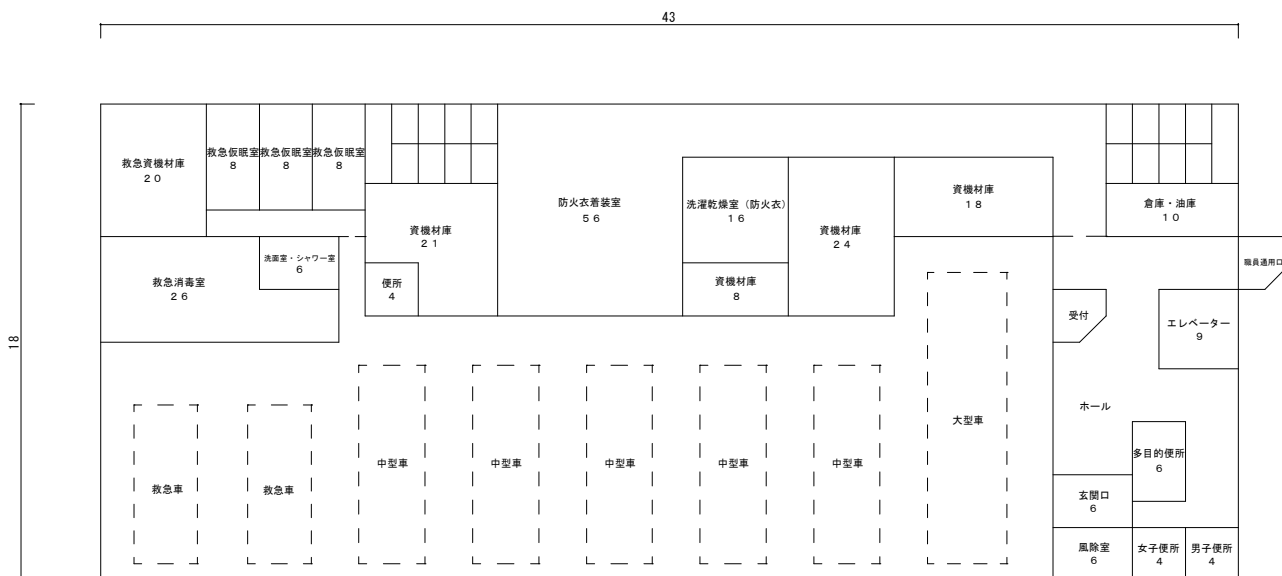 43
18
救急資機材庫
20
救急仮眠室
8
救急仮眠室
8
救急仮眠室
8
防火衣着装室
56
洗濯乾燥室（防火衣）
16
資機材庫
18
倉庫・油庫
10
資機材庫
21
資機材庫
24
救急消毒室
26
洗面室・シャワー室
6
便所
4
資機材庫
8
職員通用口
受付
エレベーター
9
ホール
大型車
中型車
中型車
中型車
中型車
中型車
救急車
救急車
多目的便所
6
玄関口
6
風除室
6
女子便所
4
男子便所
4